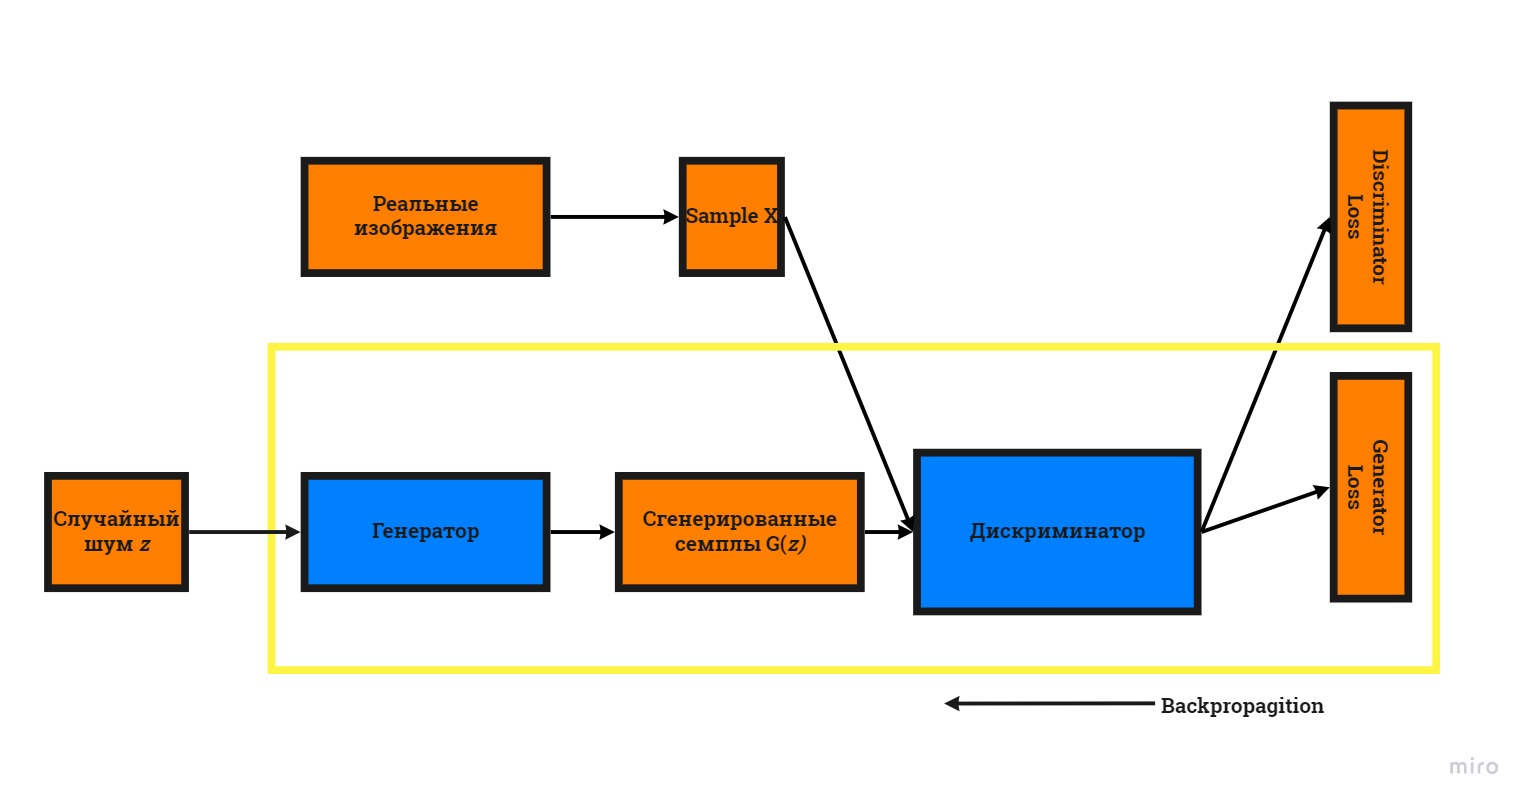 Реальные
изображения
Sample X
Discriminator
Loss
Случайный
шум z
Генератор
Сгенерированные
семплы G(z)
Дискриминатор
Generator
Loss
Backpropagition
miro